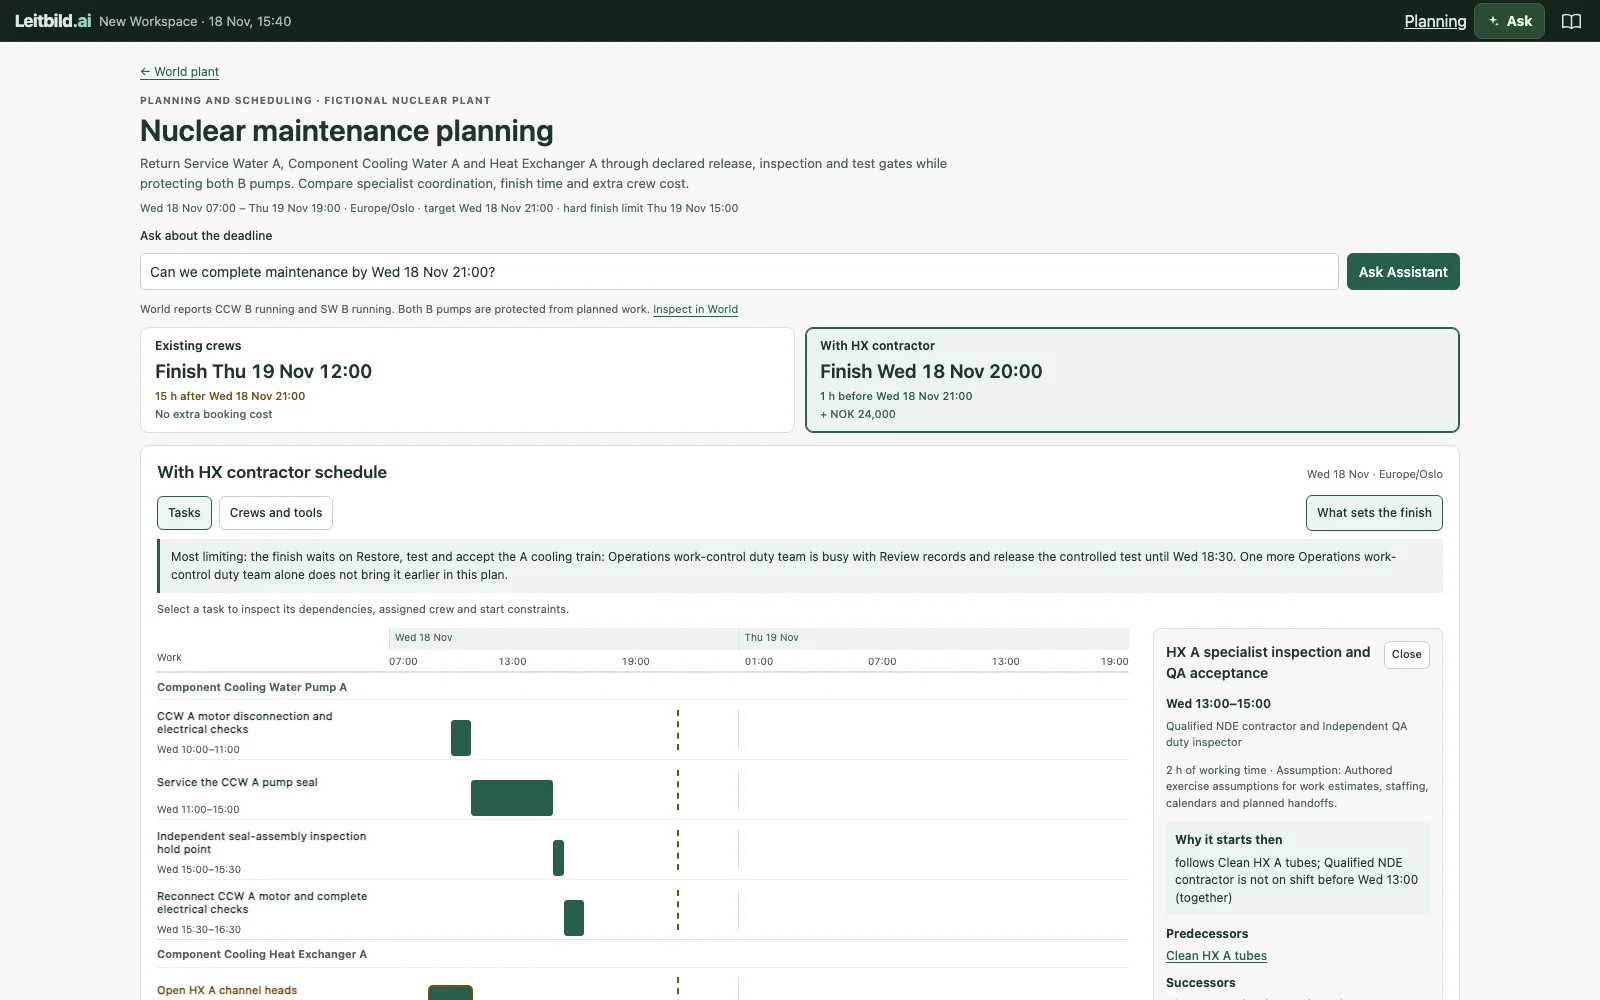 Leitbild.ai New Workspace · 18 Nov, 15:40
Planning
Ask
← World plant
PLANNING AND SCHEDULING · FICTIONAL NUCLEAR PLANT
Nuclear maintenance planning
Return Service Water A, Component Cooling Water A and Heat Exchanger A through declared release, inspection and test gates while
protecting both B pumps. Compare specialist coordination, finish time and extra crew cost.
Wed 18 Nov 07:00 – Thu 19 Nov 19:00 · Europe/Oslo · target Wed 18 Nov 21:00 · hard finish limit Thu 19 Nov 15:00
Ask about the deadline
Can we complete maintenance by Wed 18 Nov 21:00?
Ask Assistant
World reports CCW B running and SW B running. Both B pumps are protected from planned work. Inspect in World
Existing crews
Finish Thu 19 Nov 12:00
15 h after Wed 18 Nov 21:00
No extra booking cost
With HX contractor
Finish Wed 18 Nov 20:00
1 h before Wed 18 Nov 21:00
+ NOK 24,000
With HX contractor schedule
Wed 18 Nov · Europe/Oslo
Tasks
Crews and tools
What sets the finish
Most limiting: the finish waits on Restore, test and accept the A cooling train: Operations work-control duty team is busy with Review records and release the controlled test until Wed 18:30. One more Operations work-
control duty team alone does not bring it earlier in this plan.
Select a task to inspect its dependencies, assigned crew and start constraints.
Wed 18 Nov
Thu 19 Nov
Work
07:00 13:00 19:00 01:00 07:00 13:00 19:00
Component Cooling Water Pump A
CCW A motor disconnection and
electrical checks
Wed 10:00–11:00
Service the CCW A pump seal
Wed 11:00–15:00
Independent seal-assembly inspection
hold point
Wed 15:00–15:30
Reconnect CCW A motor and complete
electrical checks
Wed 15:30–16:30
Component Cooling Heat Exchanger A
Open HX A channel heads
HX A specialist inspection and
QA acceptance
Close
Wed 13:00–15:00
Qualified NDE contractor and Independent QA
duty inspector
2 h of working time · Assumption: Authored
exercise assumptions for work estimates, staffing,
calendars and planned handoffs.
Why it starts then
follows Clean HX A tubes; Qualified NDE
contractor is not on shift before Wed 13:00
(together)
Predecessors
Clean HX A tubes
Successors